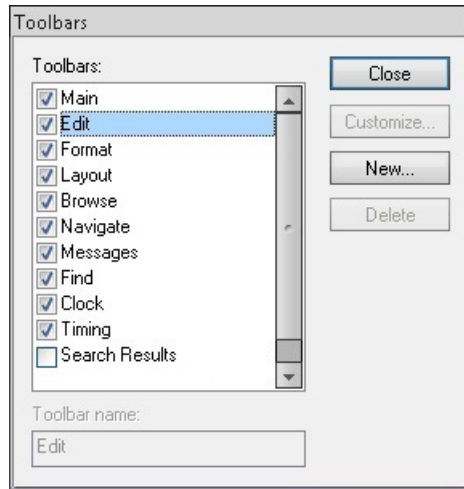 Toolbars
Toolbars:
Main
Edit
Format
Layout
Browse
Navigate
Messages
Find
Clock
Timing
Search Results
Close
Customize...
New...
Delete
Toolbar name:
Edit